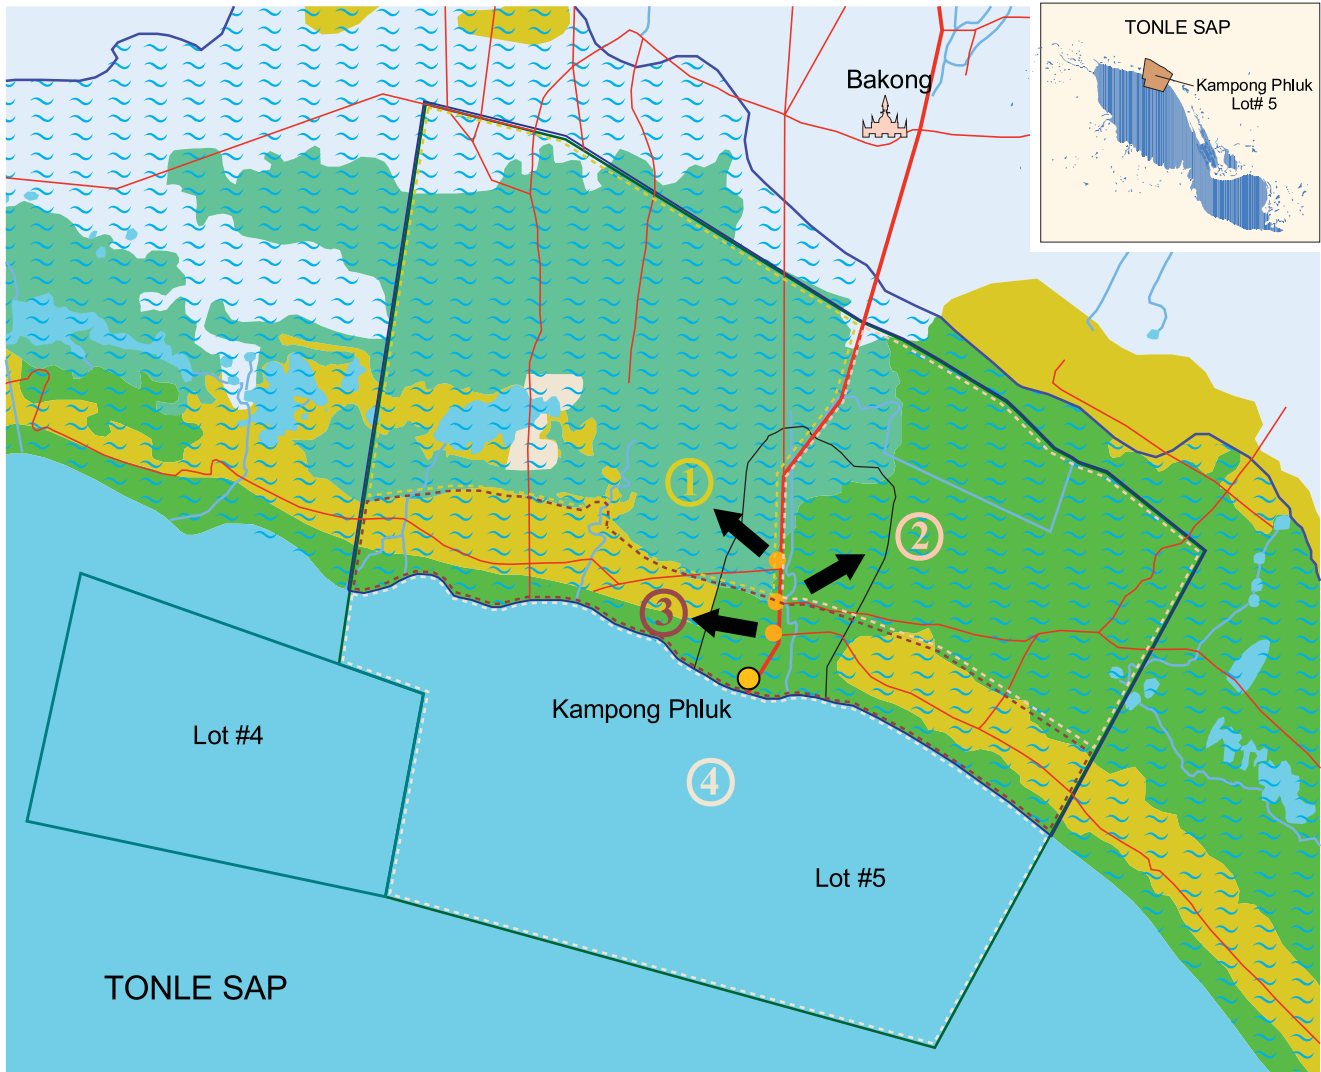 TONLE SAP
Kampong Phluk
Lot# 5
Bakong
1
2
3
Kampong Phluk
Lot #4
4
Lot #5
TONLE SAP